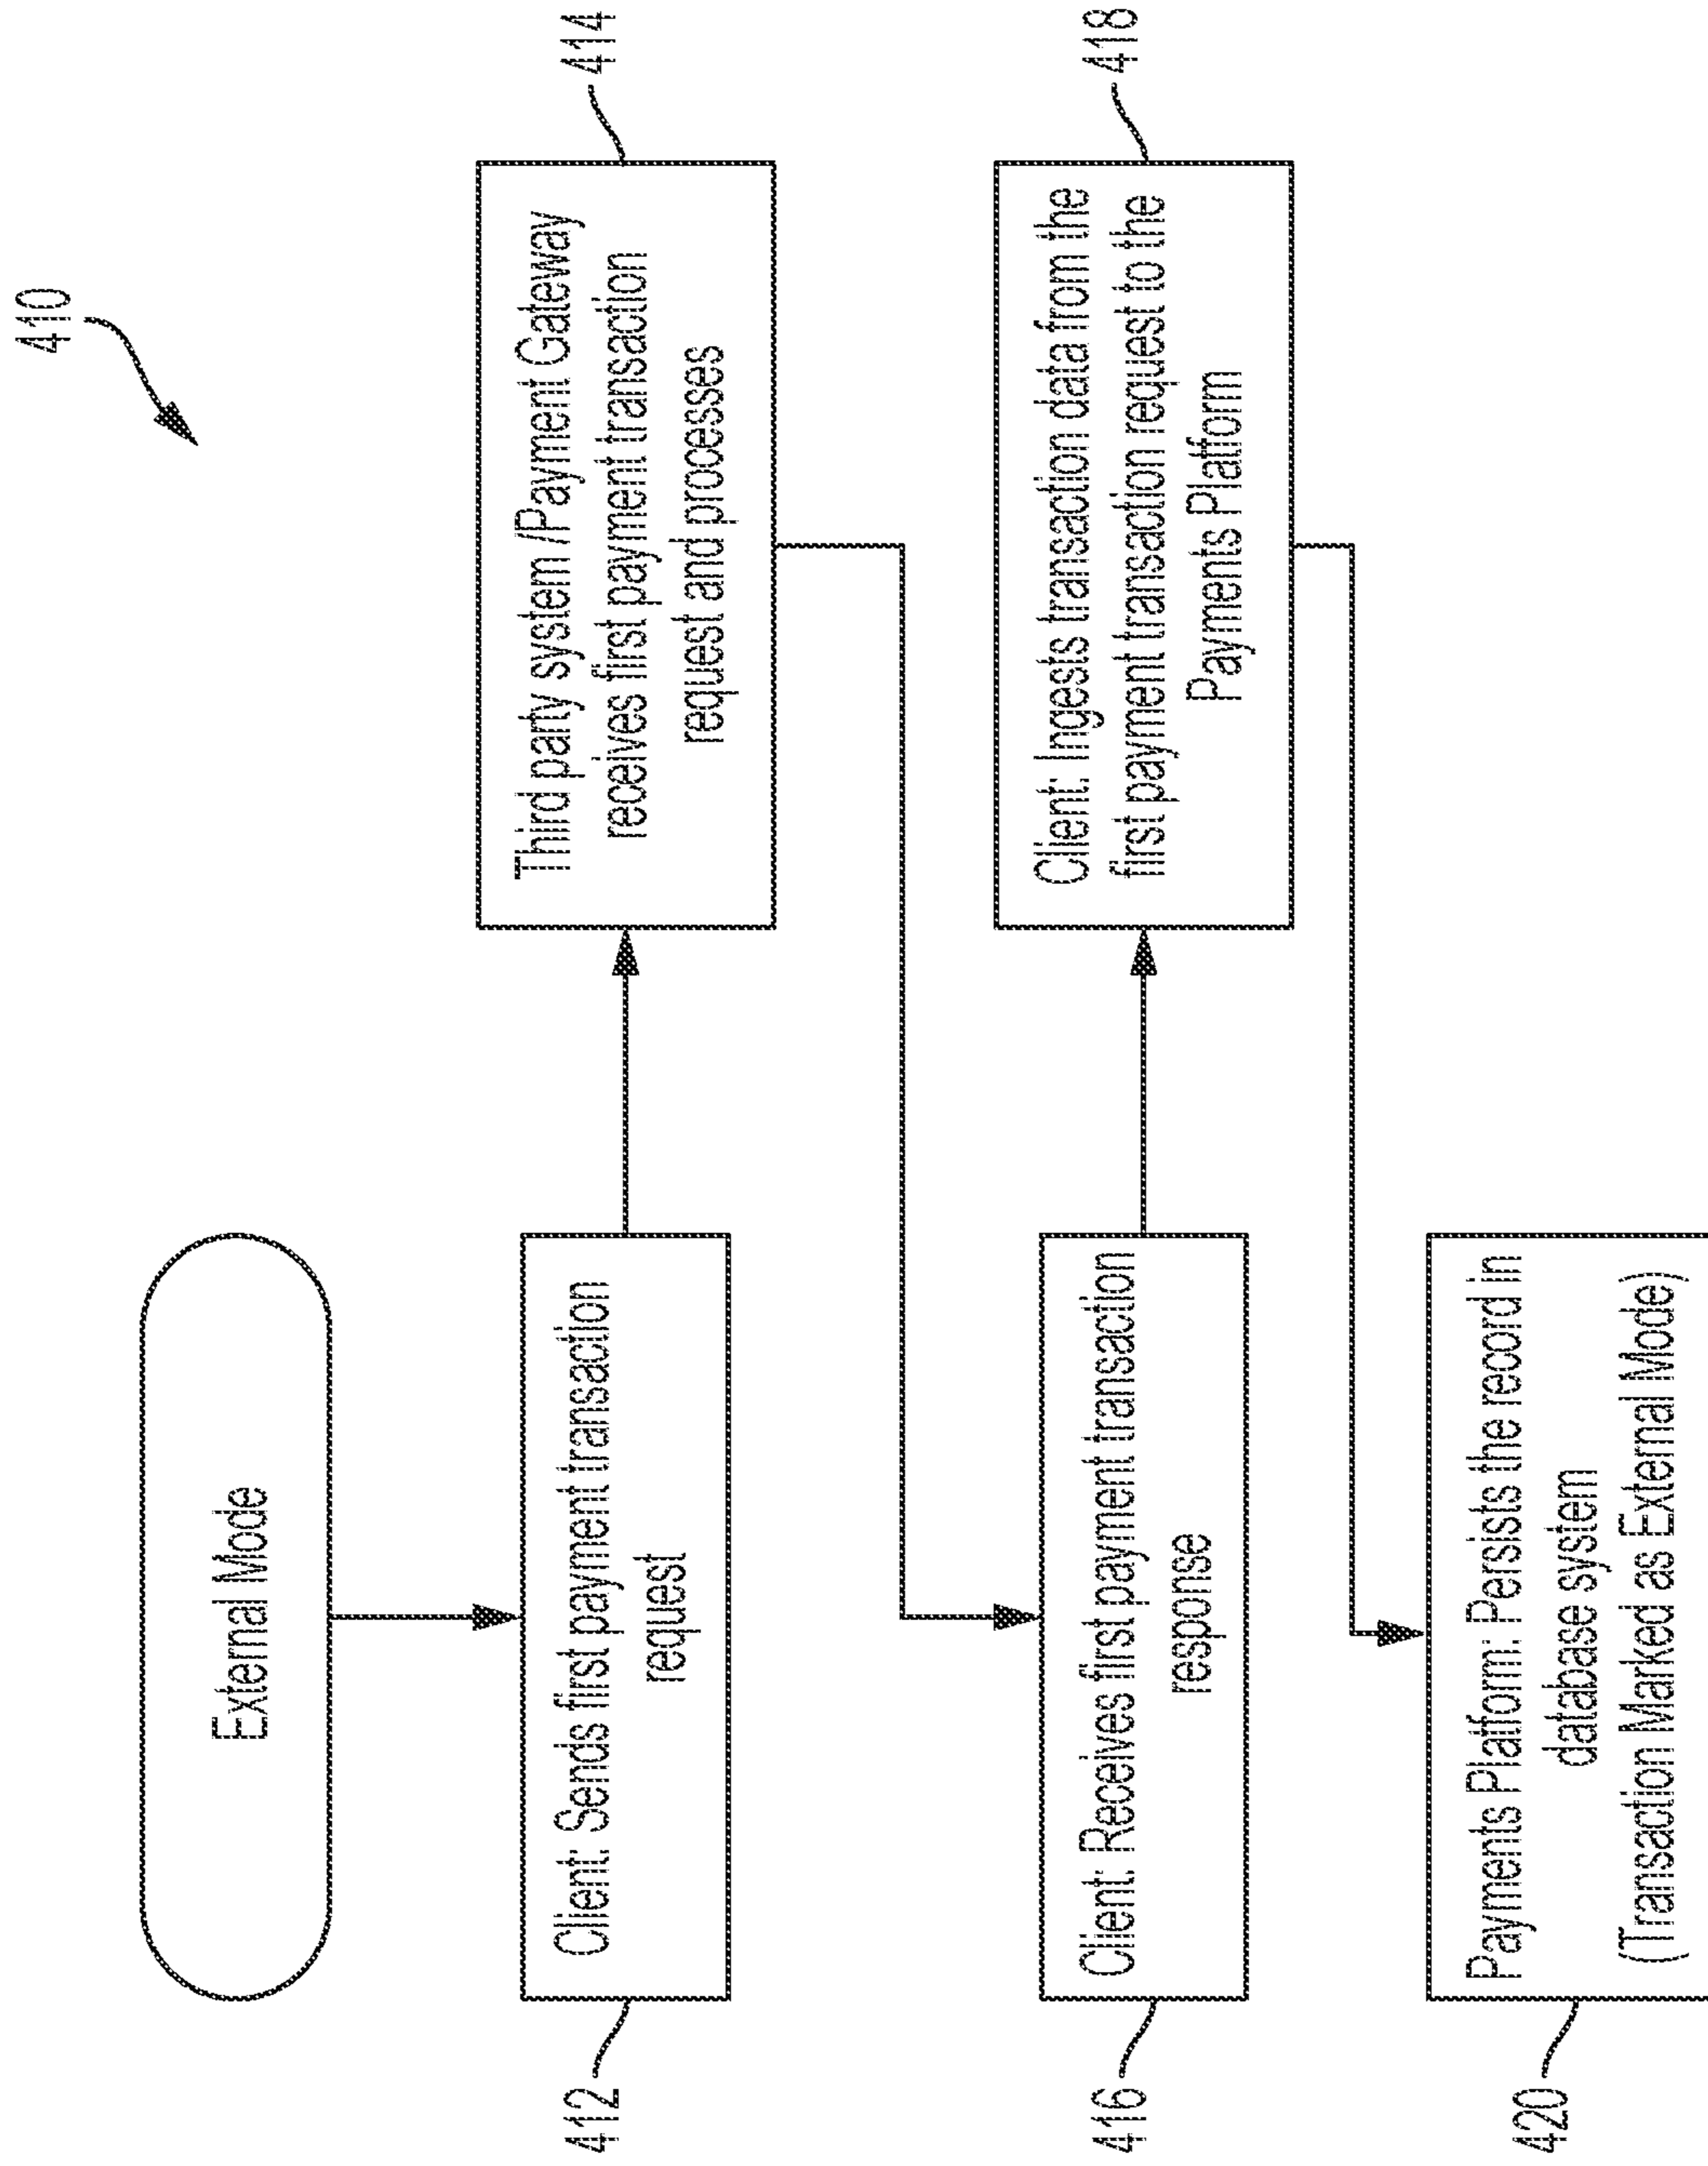 410
External Mode
412
Client: Sends first payment transaction
request
414
Third party system /Payment Gateway
receives first payment transaction
request and processes
416
Client: Receives first payment transaction
response
418
Client: Ingests transaction data from the
first payment transaction request to the
Payments Platform
420
Payments Platform: Persists the record in
database system
(Transaction Marked as External Mode)